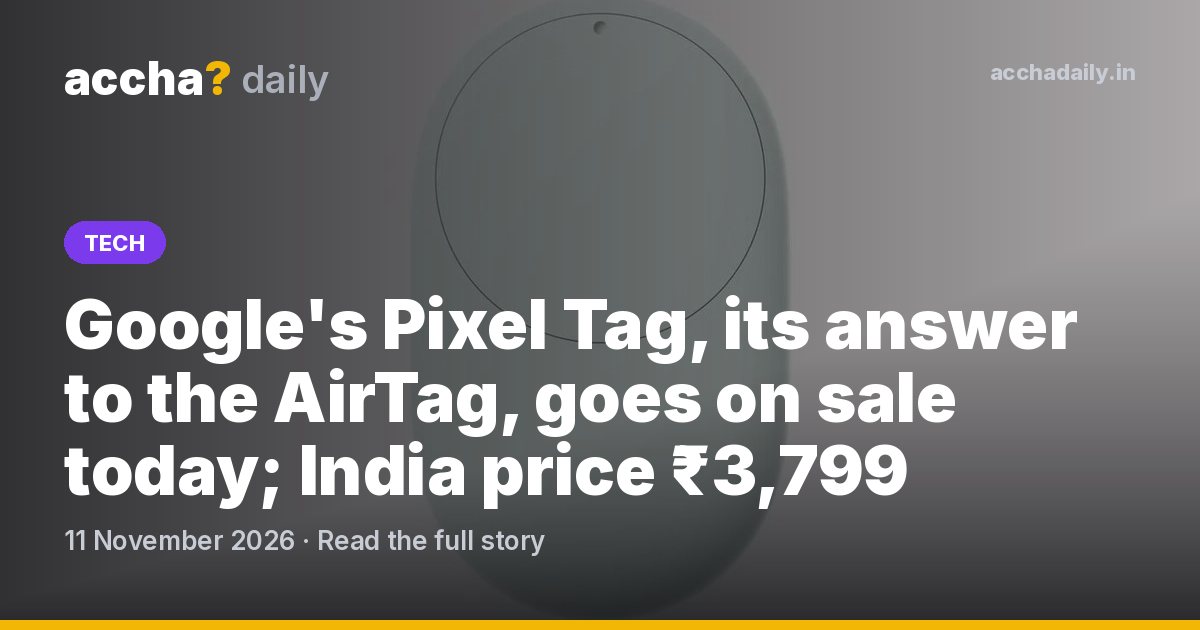 accha? daily
acchadaily.in
TECH
Google's Pixel Tag, its answer
to the AirTag, goes on sale
today; India price ₹3,799
11 November 2026 · Read the full story